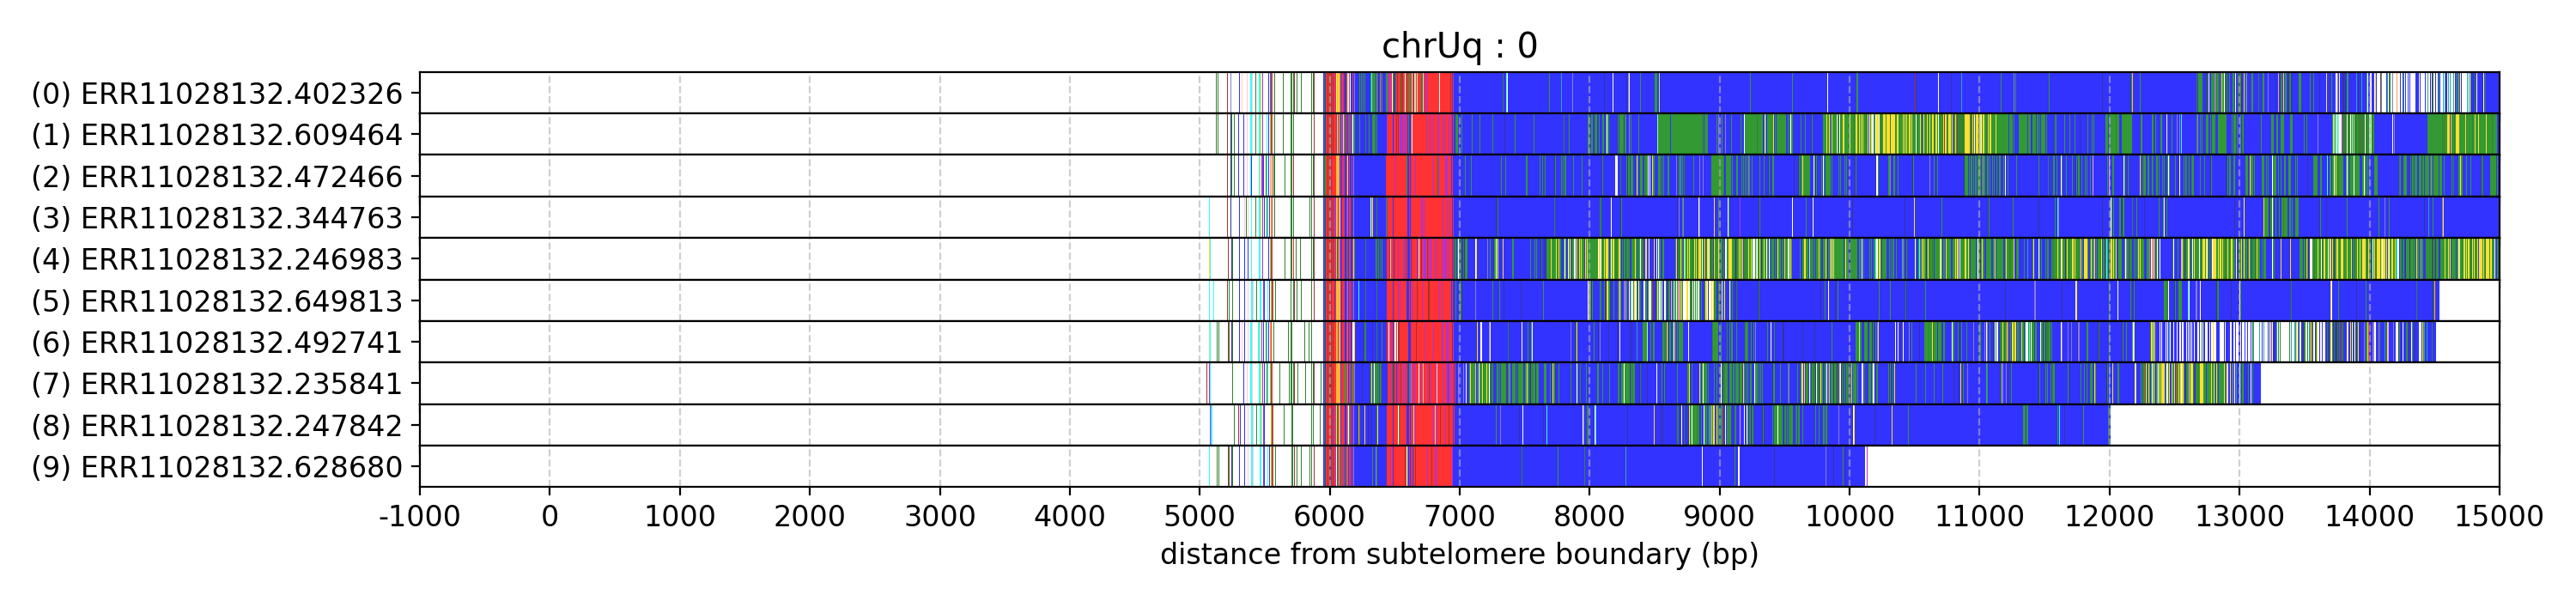 chrUq : 0
(0) ERR11028132.402326
(1) ERR11028132.609464
(2) ERR11028132.472466
(3) ERR11028132.344763
(4) ERR11028132.246983
(5) ERR11028132.649813
(6) ERR11028132.492741
(7) ERR11028132.235841
(8) ERR11028132.247842
(9) ERR11028132.628680
-1000 0 1000 2000 3000 4000 5000 6000 7000 8000 9000 10000 11000 12000 13000 14000 15000
distance from subtelomere boundary (bp)